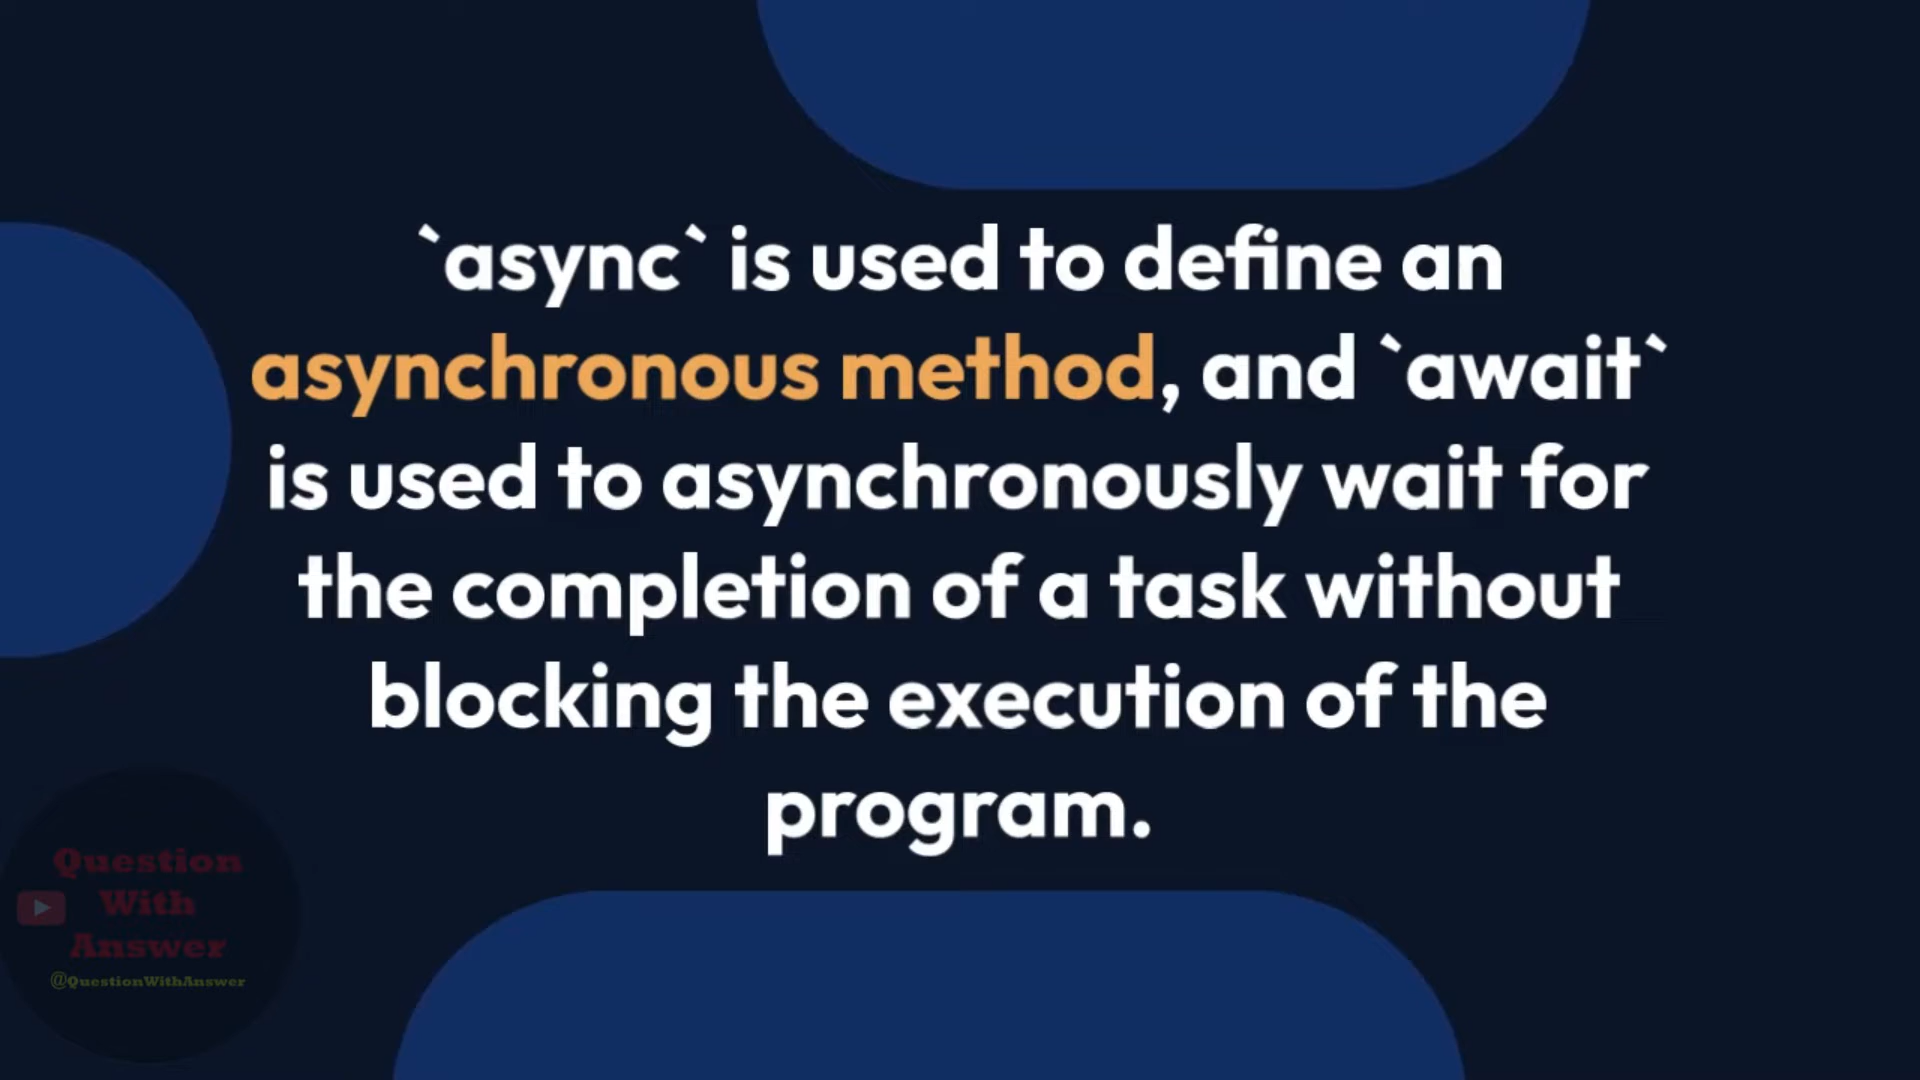 `async` is used to define an
asynchronous method, and `await`
is used to asynchronously wait for
the completion of a task without
blocking the execution of the
program.
Question
With
Answer
@QuestionWithAnswer